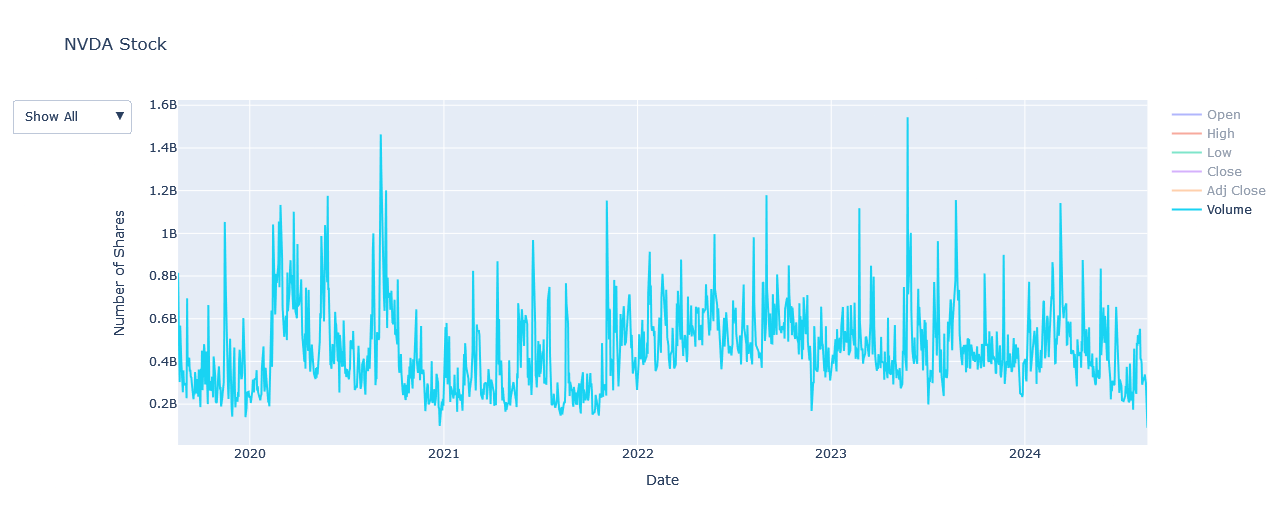 NVDA Stock
Show All ▼
Number of Shares
1.6B
1.4B
1.2B
1B
0.8B
0.6B
0.4B
0.2B
2020
2021
2022
2023
2024
Date
Open
High
Low
Close
Adj Close
Volume